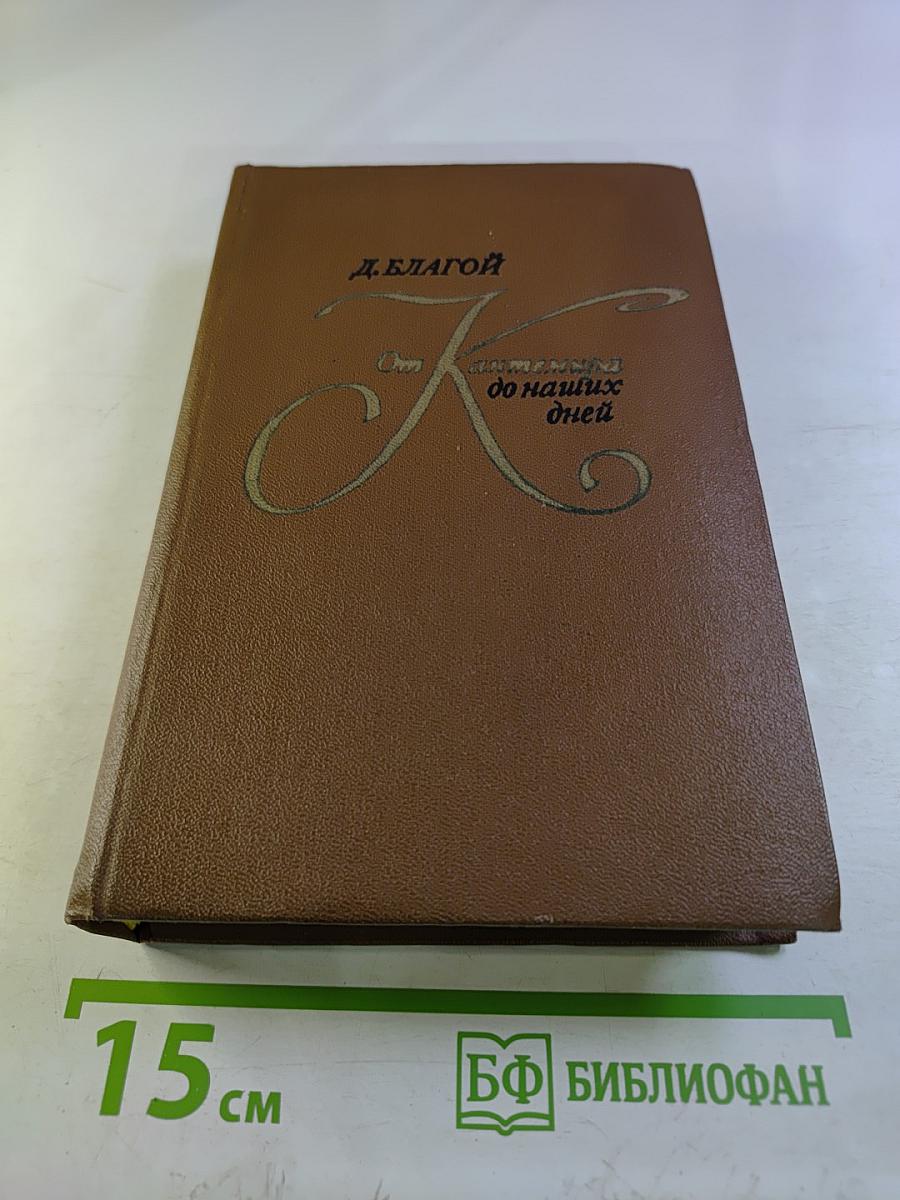 Д. БЛАГОЙ
От Кантемира
до наших
дней
15 см
БФ БИБЛИОФАН